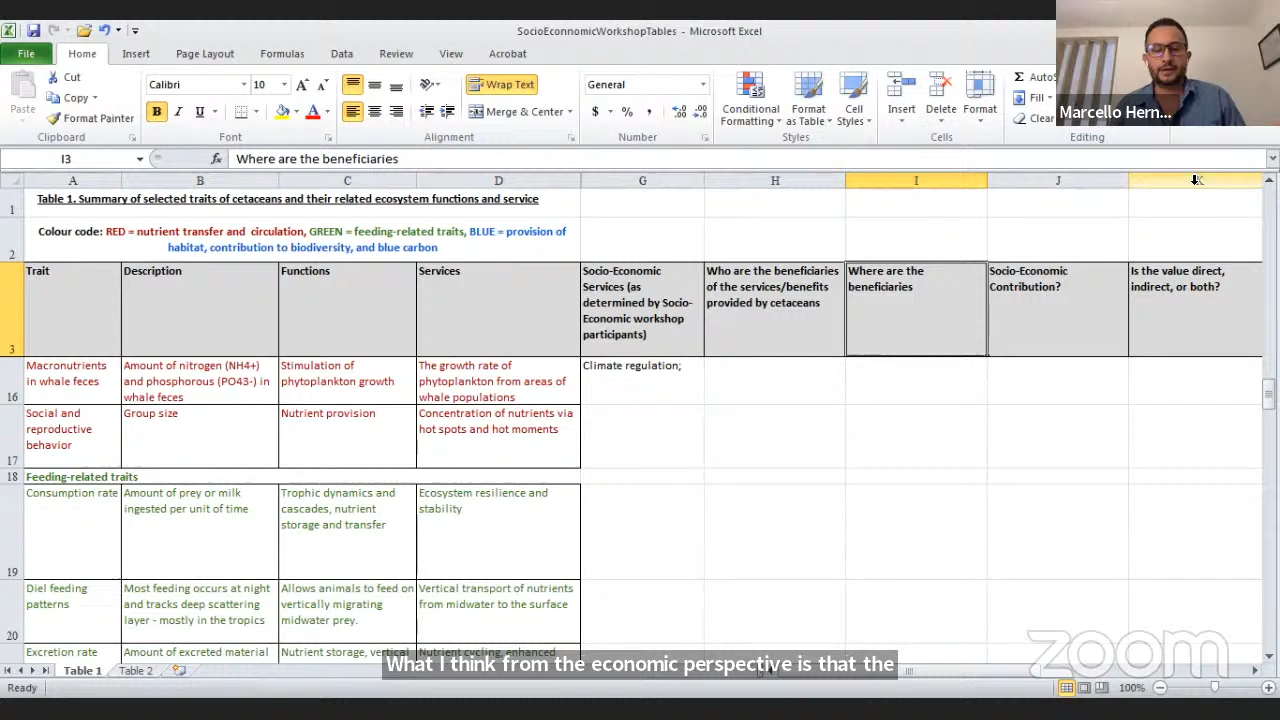 SocioEconnomicWorkshopTables - Microsoft Excel
File Home Insert Page Layout Formulas Data Review View Acrobat
Paste Cut Copy Format Painter Clipboard
Calibri 10 B I U Font
Wrap Text Merge & Center Alignment
General $ % , Number
Conditional Formatting Format as Table Cell Styles Styles
Insert Delete Format Cells
Fill Editing
Marcello Hern...
I3 fx Where are the beneficiaries
A B C D G H I J
1 Table 1. Summary of selected traits of cetaceans and their related ecosystem functions and service
2 Colour code: RED = nutrient transfer and circulation, GREEN = feeding-related traits, BLUE = provision of
habitat, contribution to biodiversity, and blue carbon
3 Trait Description Functions Services Socio-Economic Services (as determined by Socio-Economic workshop participants) Who are the beneficiaries of the services/benefits provided by cetaceans Where are the beneficiaries Socio-Economic Contribution? Is the value direct, indirect, or both?
16 Macronutrients in whale feces Amount of nitrogen (NH4+) and phosphorous (PO43-) in whale feces Stimulation of phytoplankton growth The growth rate of phytoplankton from areas of whale populations Climate regulation;
17 Social and reproductive behavior Group size Nutrient provision Concentration of nutrients via hot spots and hot moments
18 Feeding-related traits
19 Consumption rate Amount of prey or milk ingested per unit of time Trophic dynamics and cascades, nutrient storage and transfer Ecosystem resilience and stability
20 Diel feeding patterns Most feeding occurs at night and tracks deep scattering layer - mostly in the tropics Allows animals to feed on vertically migrating midwater prey. Vertical transport of nutrients from midwater to the surface
Excretion rate Amount of excreted material Nutrient storage, vertical Nutrient cycling, enhanced
What I think from the economic perspective is that the
zoom
Table 1 Table 2
Ready 100%